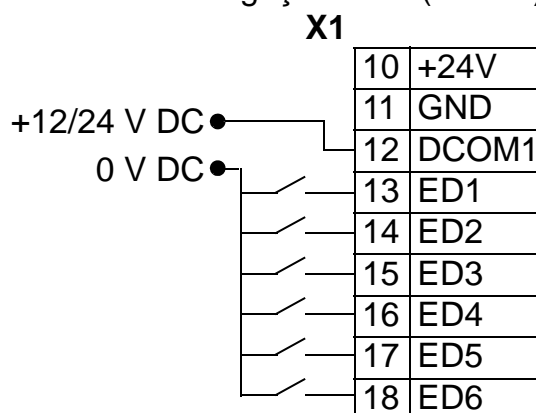 X1
10 +24V
11 GND
+12/24 V DC
12 DCOM1
0 V DC
13 ED1
14 ED2
15 ED3
16 ED4
17 ED5
18 ED6